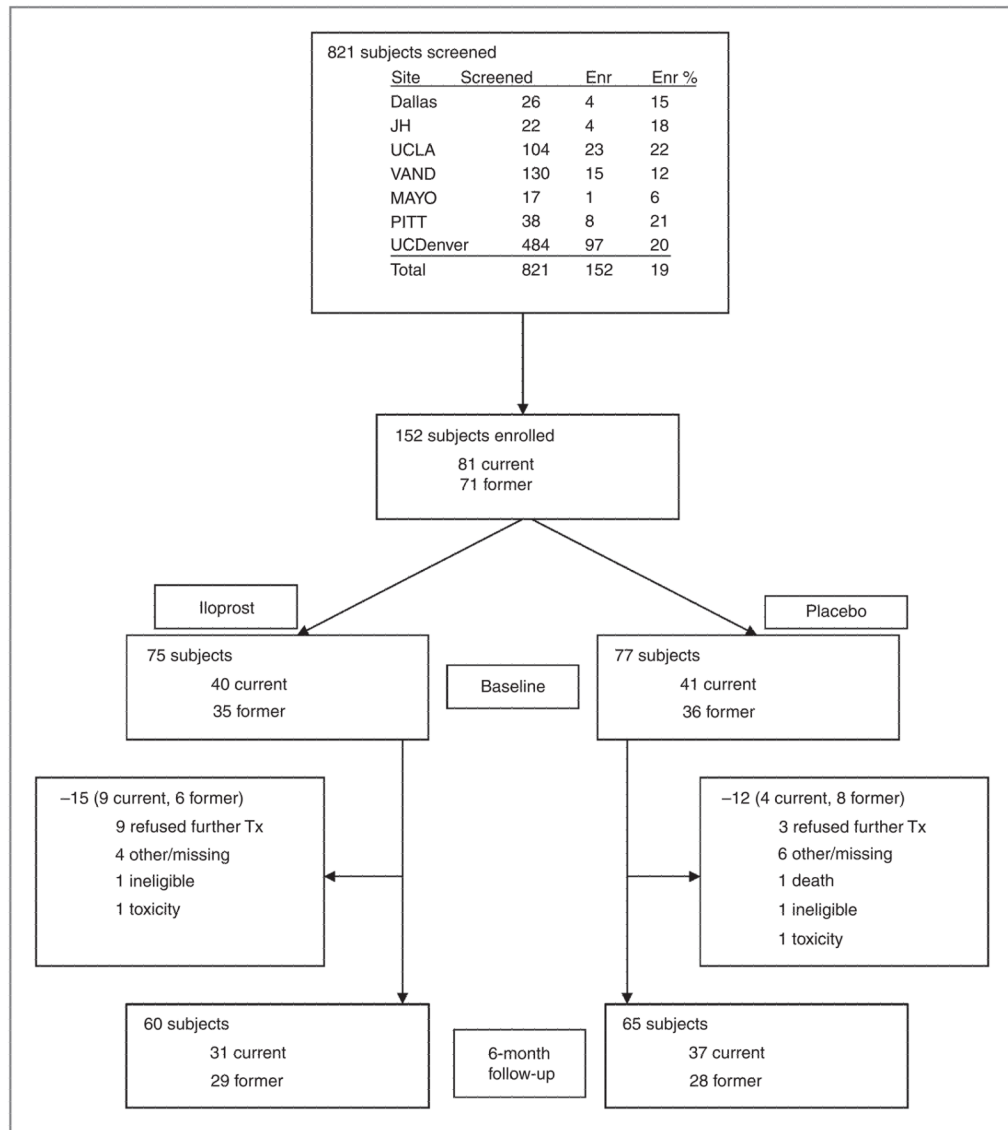 821 subjects screened
Site Screened Enr Enr %
Dallas 26 4 15
JH 22 4 18
UCLA 104 23 22
VAND 130 15 12
MAYO 17 1 6
PITT 38 8 21
UCDenver 484 97 20
Total 821 152 19
152 subjects enrolled
81 current
71 former
Iloprost
Placebo
75 subjects
40 current
35 former
Baseline
77 subjects
41 current
36 former
–15 (9 current, 6 former)
9 refused further Tx
4 other/missing
1 ineligible
1 toxicity
–12 (4 current, 8 former)
3 refused further Tx
6 other/missing
1 death
1 ineligible
1 toxicity
60 subjects
31 current
29 former
6-month
follow-up
65 subjects
37 current
28 former